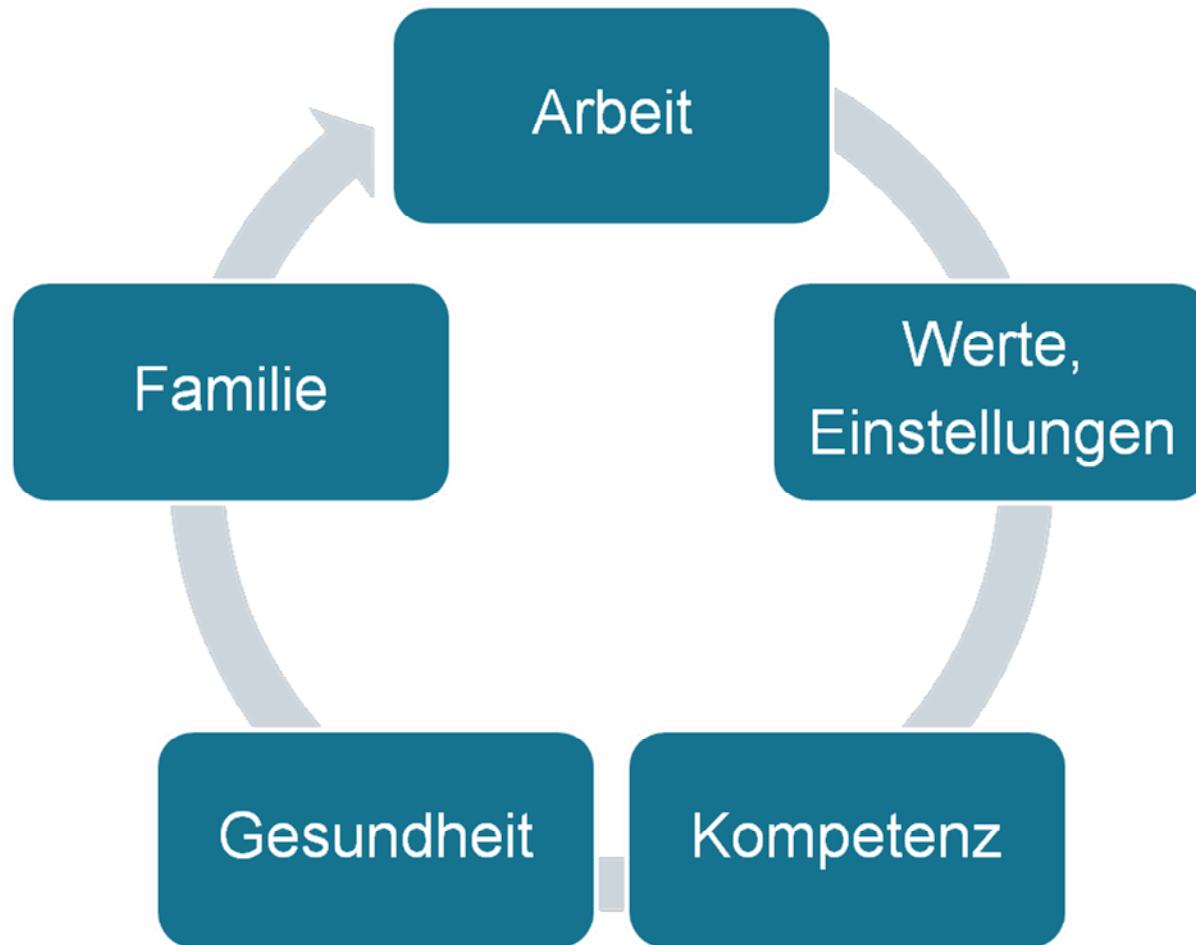 Arbeit
Werte,
Einstellungen
Familie
Kompetenz
Gesundheit